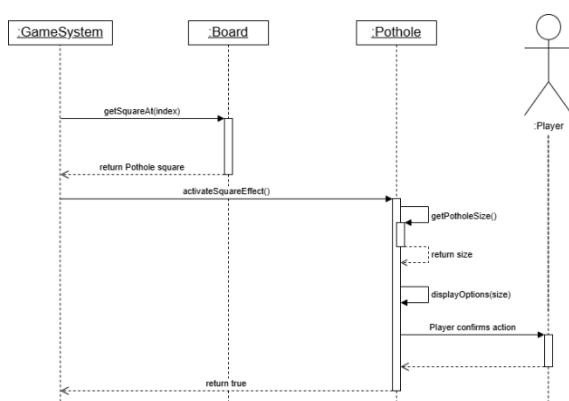 :GameSystem
:Board
:Pothole
:Player
getSquareAt(index)
return Pothole square
activateSquareEffect()
getPotholeSize()
return size
displayOptions(size)
Player confirms action
return true